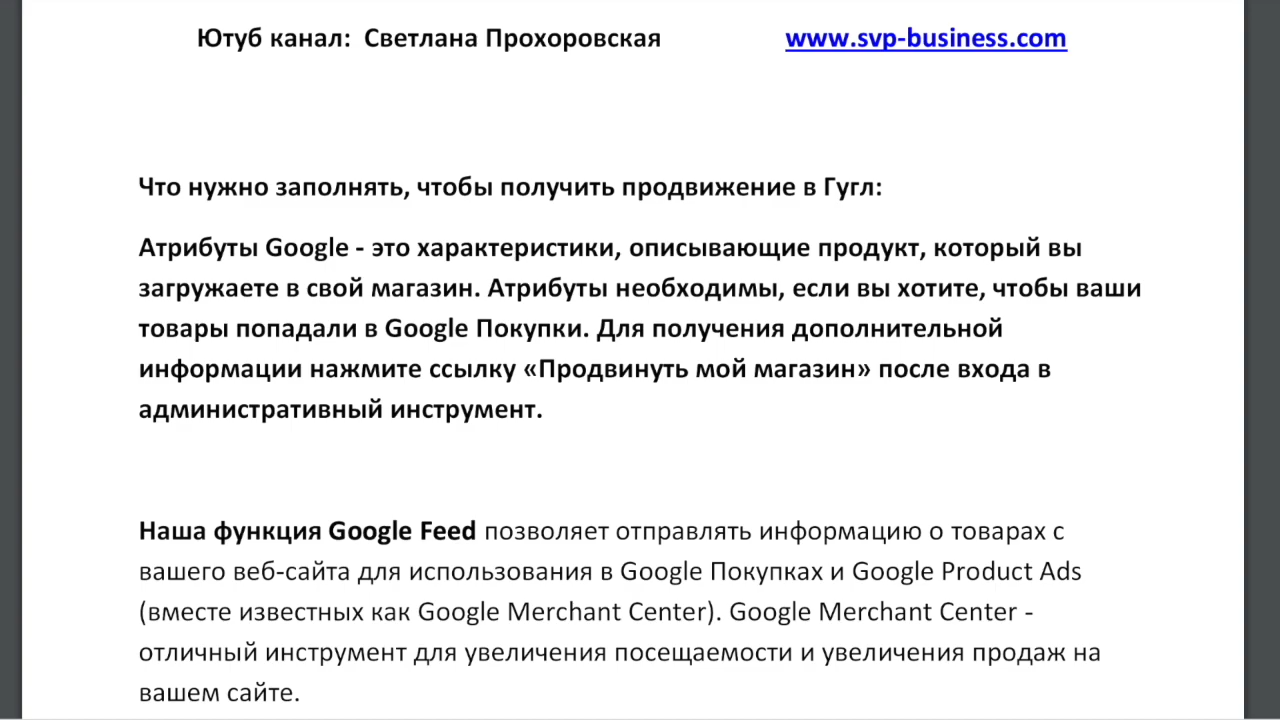 Ютуб канал: Светлана Прохоровская www.svp-business.com
Что нужно заполнять, чтобы получить продвижение в Гугл:
Атрибуты Google - это характеристики, описывающие продукт, который вы
загружаете в свой магазин. Атрибуты необходимы, если вы хотите, чтобы ваши
товары попадали в Google Покупки. Для получения дополнительной
информации нажмите ссылку «Продвинуть мой магазин» после входа в
административный инструмент.
Наша функция Google Feed позволяет отправлять информацию о товарах с
вашего веб-сайта для использования в Google Покупках и Google Product Ads
(вместе известных как Google Merchant Center). Google Merchant Center -
отличный инструмент для увеличения посещаемости и увеличения продаж на
вашем сайте.